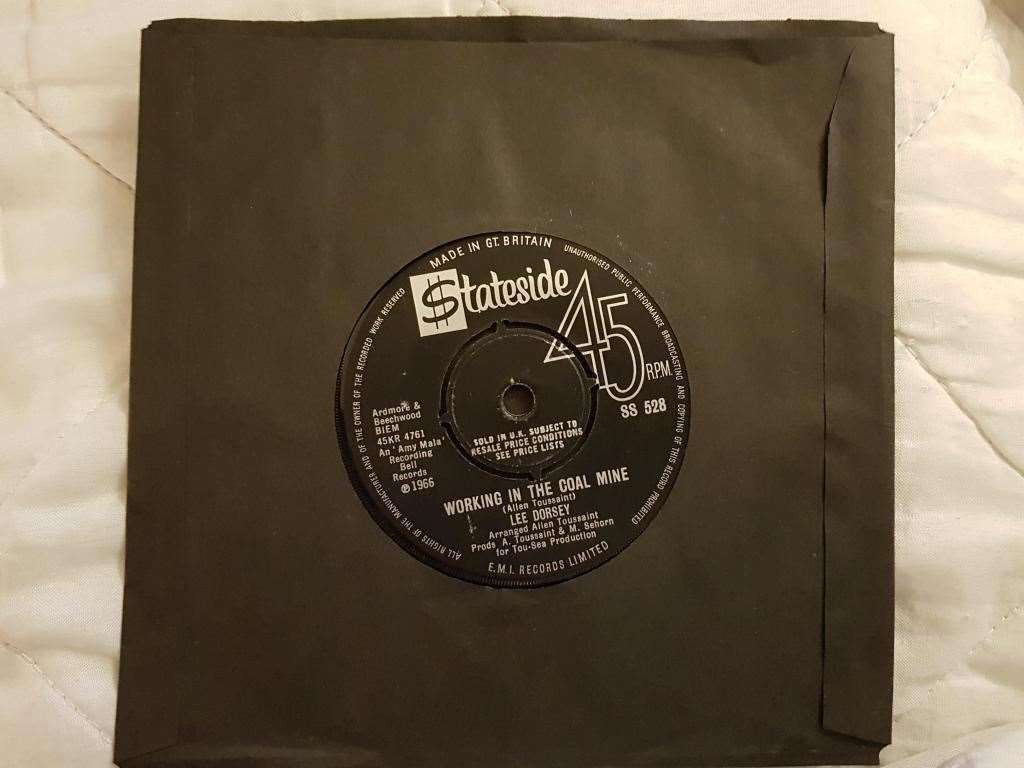 MADE IN GT. BRITAIN
UNAUTHORISED PUBLIC PERFORMANCE BROADCASTING AND COPYING OF THIS RECORD PROHIBITED
ALL RIGHTS OF THE MANUFACTURER AND OF THE OWNER OF THE RECORDED WORK RESERVED
$tateside
45
R.P.M.
SS 528
Ardmore &
Beechwood
BIEM
45KR 4761
An 'Amy Mala'
Recording
Bell
Records
℗ 1966
SOLD IN U.K. SUBJECT TO
RESALE PRICE CONDITIONS
SEE PRICE LISTS
WORKING IN THE COAL MINE
(Allen Toussaint)
LEE DORSEY
Arranged Allen Toussaint
Prods A. Toussaint & M. Sehorn
for Tou-Sea Production
E.M.I. RECORDS LIMITED